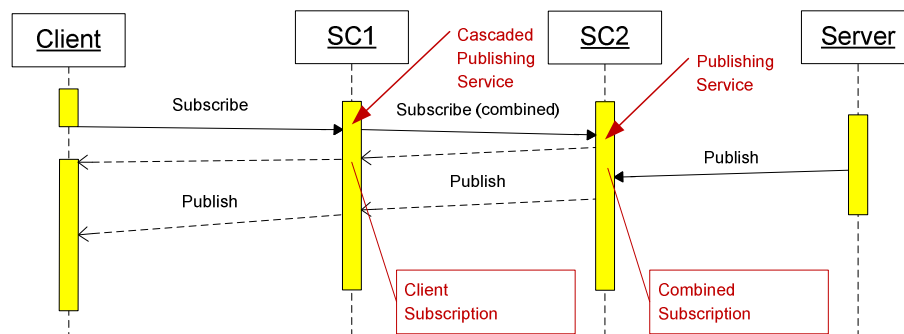 Client
SC1
SC2
Server
Cascaded
Publishing
Service
Publishing
Service
Subscribe
Subscribe (combined)
Publish
Publish
Publish
Client
Subscription
Combined
Subscription